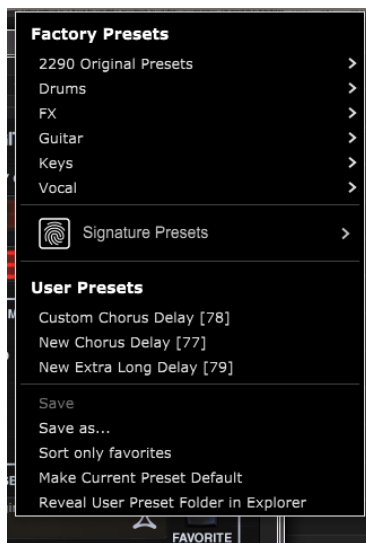 Factory Presets
2290 Original Presets
Drums
FX
Guitar
Keys
Vocal
Signature Presets
User Presets
Custom Chorus Delay [78]
New Chorus Delay [77]
New Extra Long Delay [79]
Save
Save as...
Sort only favorites
Make Current Preset Default
Reveal User Preset Folder in Explorer
FAVORITE